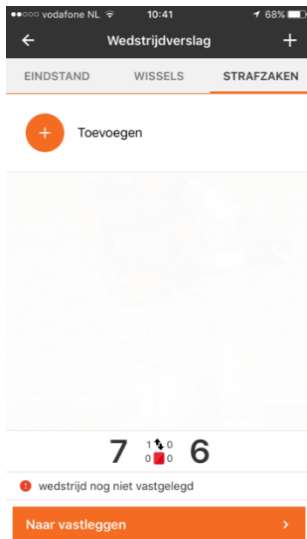 vodafone NL 10:41 68%
Wedstrijdverslag
EINDSTAND WISSELS STRAFZAKEN
Toevoegen
7 1 0 6
0 0
wedstrijd nog niet vastgelegd
Naar vastleggen